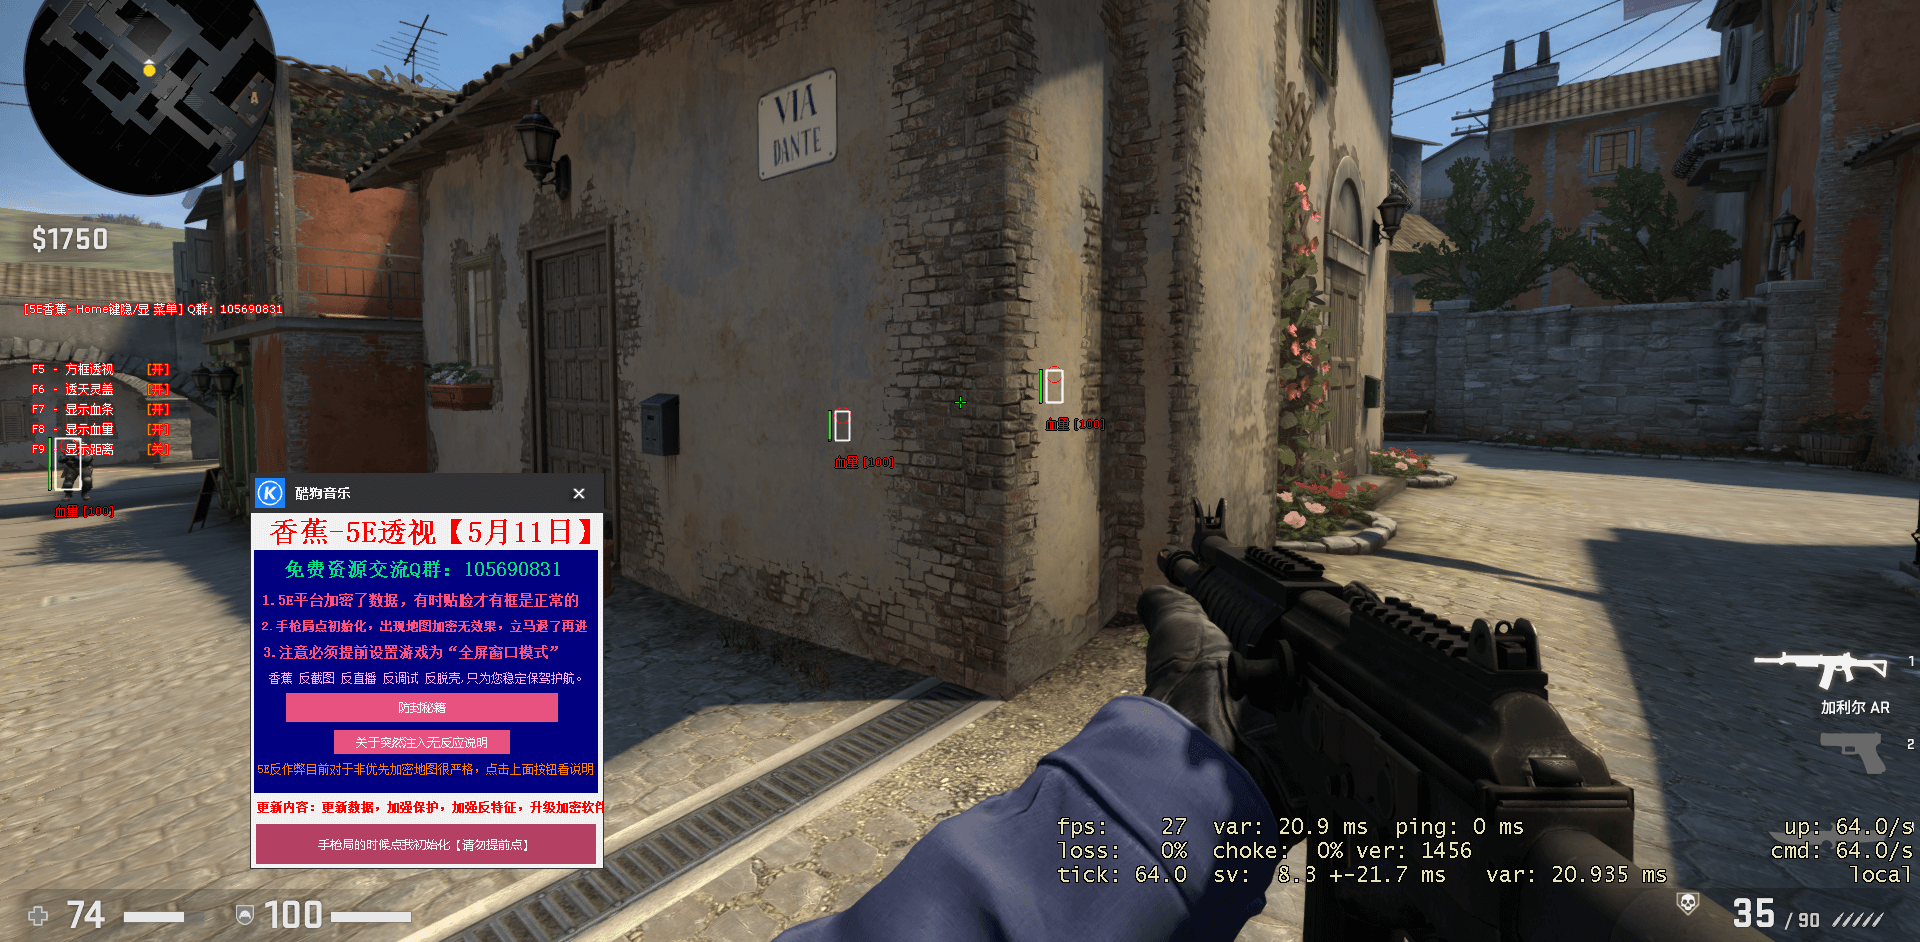 VIA
DANTE
A
$1750
[5E香蕉- Home键隐/显 菜单] Q群：105690831
F5 - 方框透视 [开]
F6 - 透天灵盖 [开]
F7 - 显示血条 [开]
F8 - 显示血量 [开]
F9 - 显示距离 [关]
血量 [100]
血量 [100]
血量 [100]
酷狗音乐
香蕉-5E透视【5月11日】
免费资源交流Q群：105690831
1.5E平台加密了数据，有时贴脸才有框是正常的
2.手枪局点初始化，出现地图加密无效果，立马退了再进
3.注意必须提前设置游戏为“全屏窗口模式”
香蕉 反截图 反直播 反调试 反脱壳,只为您稳定保驾护航。
防封秘籍
关于突然注入无反应说明
5E反作弊目前对于非优先加密地图很严格，点击上面按钮看说明
更新内容：更新数据，加强保护，加强反特征，升级加密软件
手枪局的时候点我初始化【请勿提前点】
1
加利尔 AR
2
fps: 27 var: 20.9 ms ping: 0 ms
loss: 0% choke: 0% ver: 1456
tick: 64.0 sv: 8.3 +-21.7 ms var: 20.935 ms
up: 64.0/s
cmd: 64.0/s
local
74
100
35 / 90